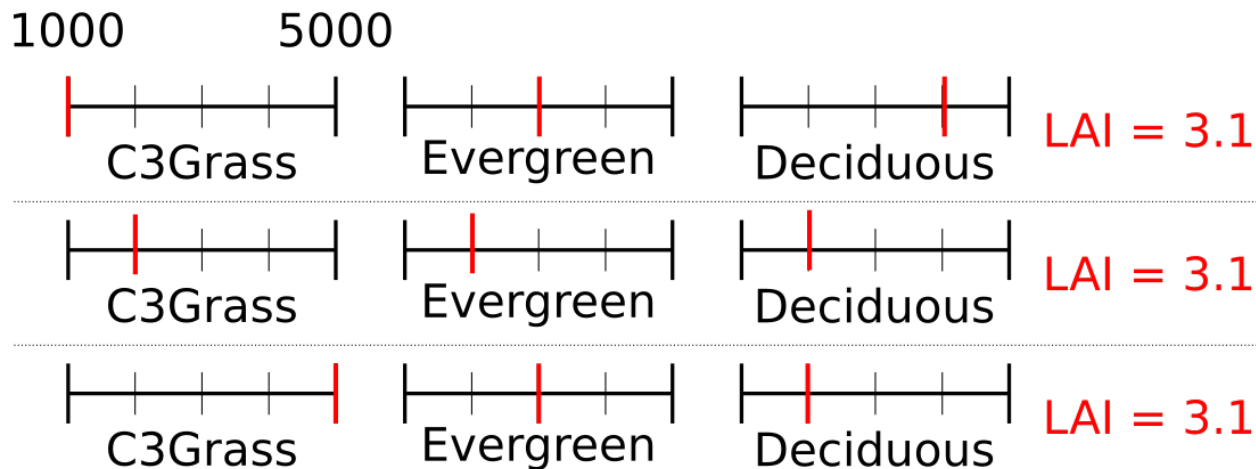 1000 5000
C3Grass Evergreen Deciduous LAI = 3.1
C3Grass Evergreen Deciduous LAI = 3.1
C3Grass Evergreen Deciduous LAI = 3.1